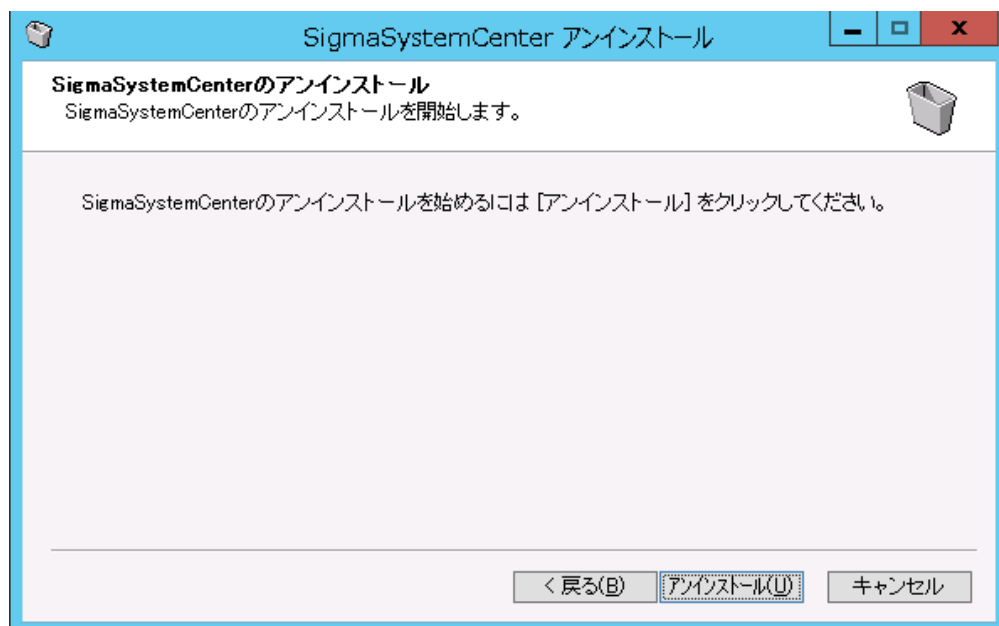 SigmaSystemCenter アンインストール
SigmaSystemCenterのアンインストール
SigmaSystemCenterのアンインストールを開始します。
SigmaSystemCenterのアンインストールを始めるには [アンインストール] をクリックしてください。
< 戻る(B) アンインストール(U) キャンセル